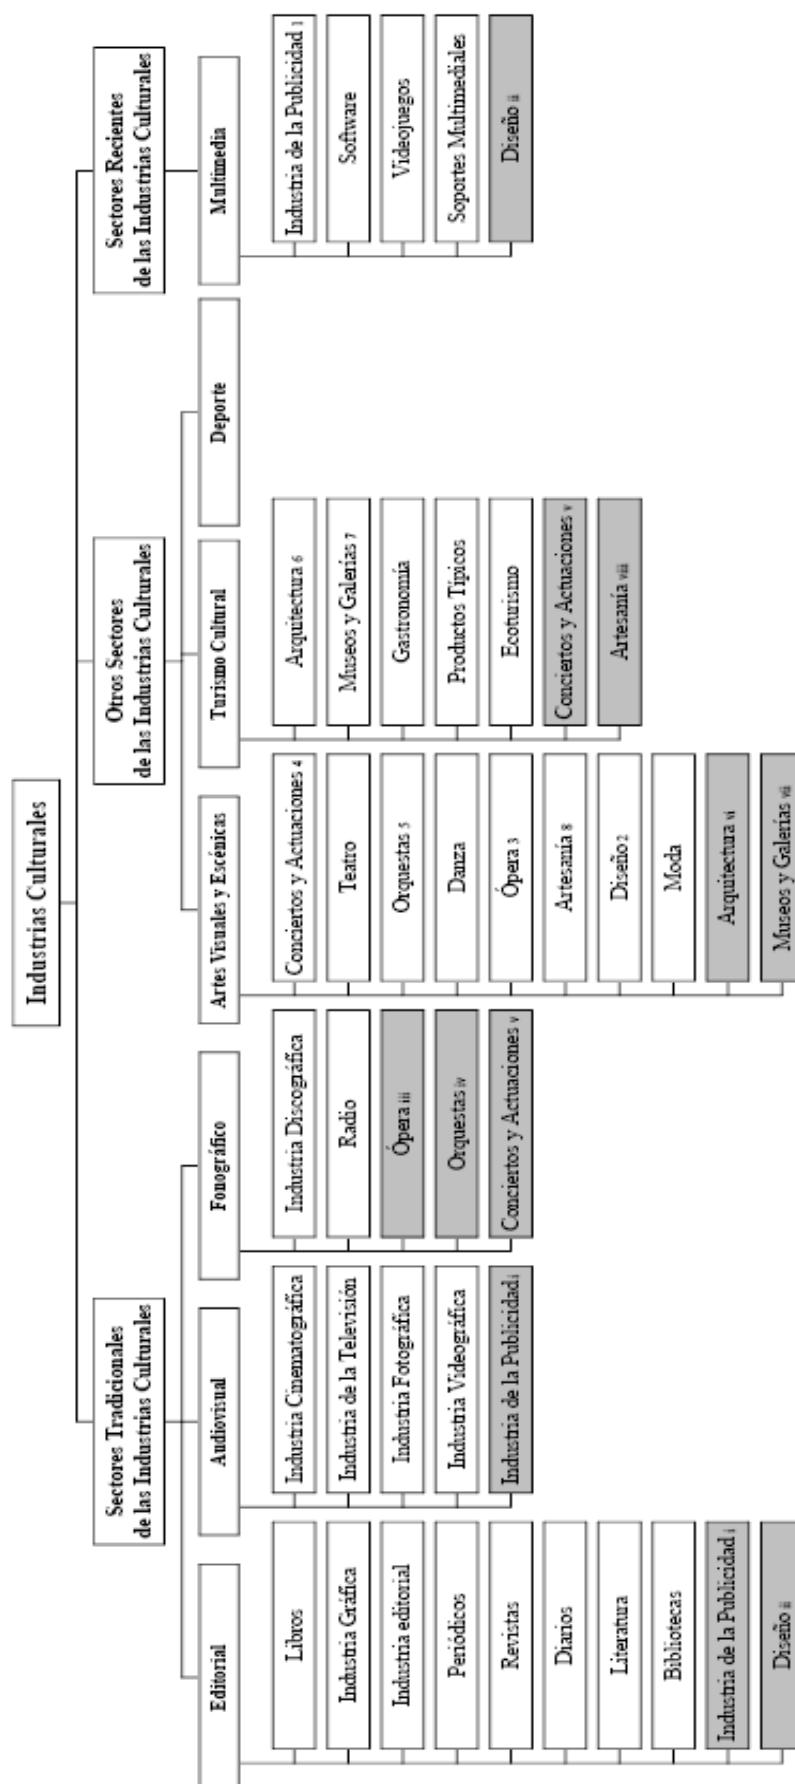 Industrias Culturales
Sectores Tradicionales
de las Industrias Culturales
Otros Sectores
de las Industrias Culturales
Sectores Recientes
de las Industrias Culturales
Editorial
Libros
Industria Gráfica
Industria editorial
Periódicos
Revistas
Diarios
Literatura
Bibliotecas
Industria de la Publicidad i
Diseño ii
Audiovisual
Industria Cinematográfica
Industria de la Televisión
Industria Fotográfica
Industria Videográfica
Industria de la Publicidad i
Fonográfico
Industria Discográfica
Radio
Ópera iii
Orquestas iv
Conciertos y Actuaciones v
Artes Visuales y Escénicas
Conciertos y Actuaciones 4
Teatro
Orquestas 5
Danza
Ópera 3
Artesanía 8
Diseño 2
Moda
Arquitectura vi
Museos y Galerías vii
Turismo Cultural
Arquitectura 6
Museos y Galerías 7
Gastronomía
Productos Típicos
Ecoturismo
Conciertos y Actuaciones v
Artesanía viii
Deporte
Multimedia
Industria de la Publicidad 1
Software
Videojuegos
Soportes Multimediales
Diseño ii